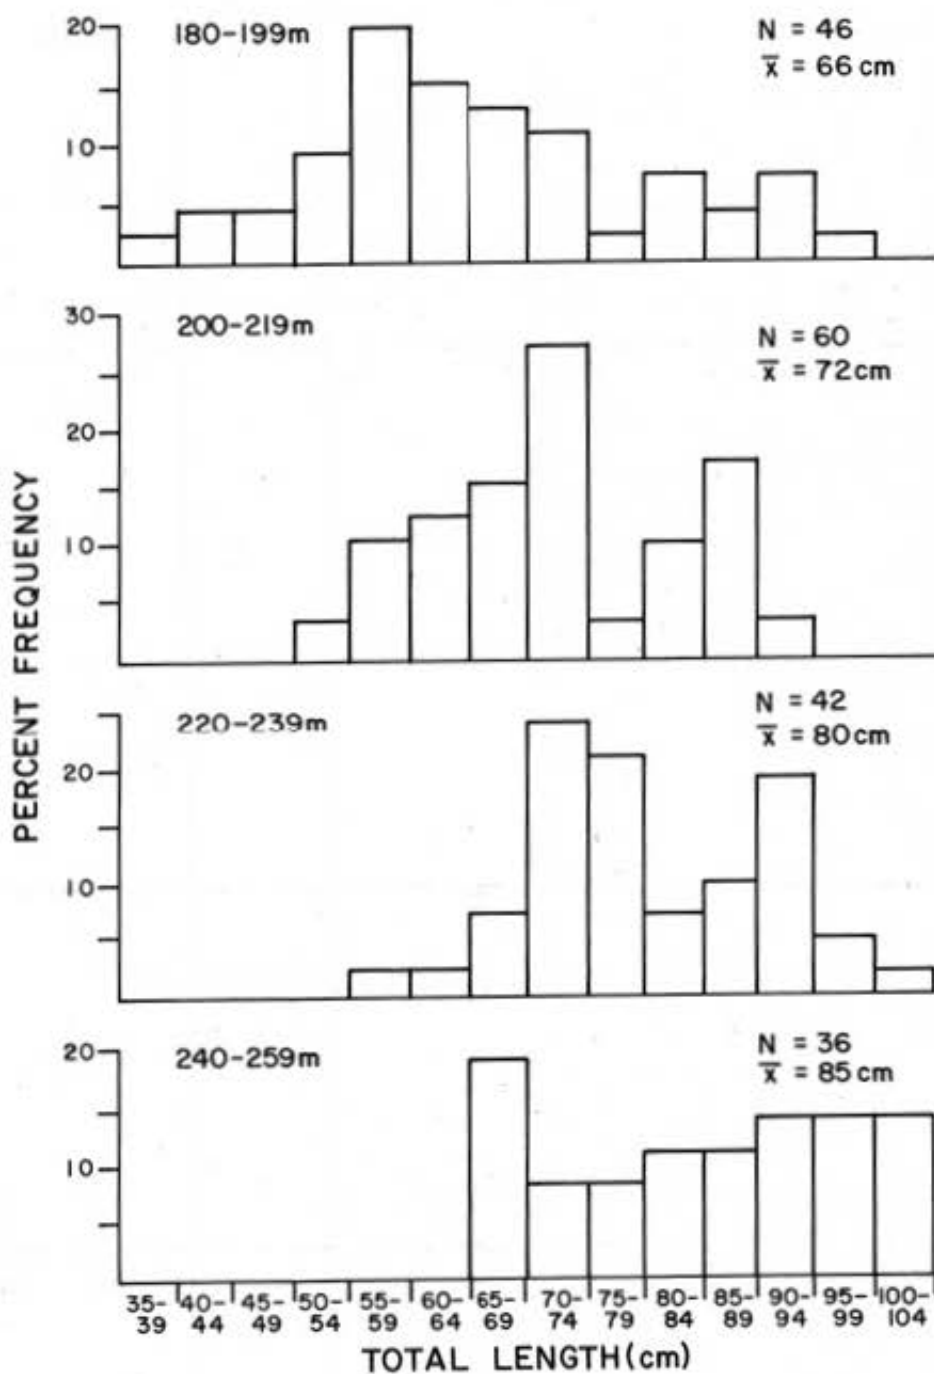 PERCENT FREQUENCY
180-199m
N = 46
x̄ = 66 cm
20
10
200-219m
N = 60
x̄ = 72cm
30
20
10
220-239m
N = 42
x̄ = 80cm
20
10
240-259m
N = 36
x̄ = 85cm
20
10
35- 40- 45- 50- 55- 60- 65- 70- 75- 80- 85- 90- 95- 100-
39 44 49 54 59 64 69 74 79 84 89 94 99 104
TOTAL LENGTH(cm)